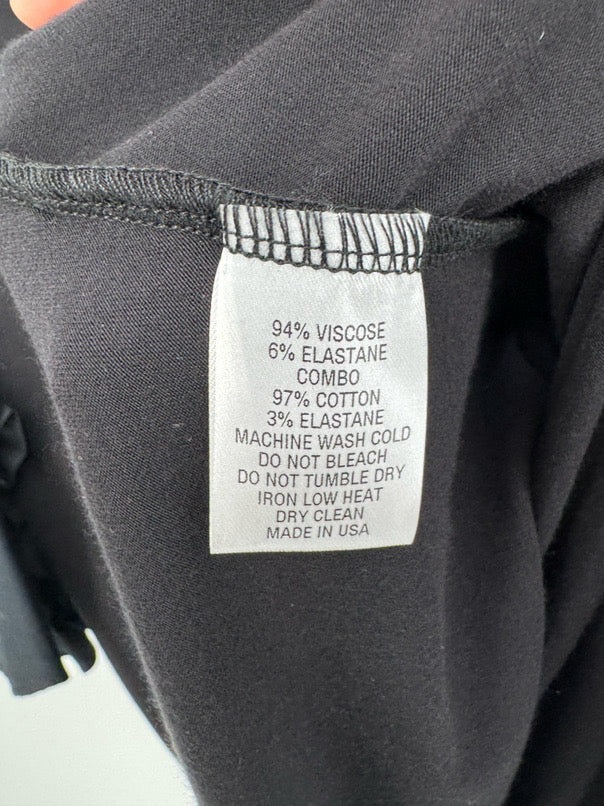 94% VISCOSE
6% ELASTANE
COMBO
97% COTTON
3% ELASTANE
MACHINE WASH COLD
DO NOT BLEACH
DO NOT TUMBLE DRY
IRON LOW HEAT
DRY CLEAN
MADE IN USA